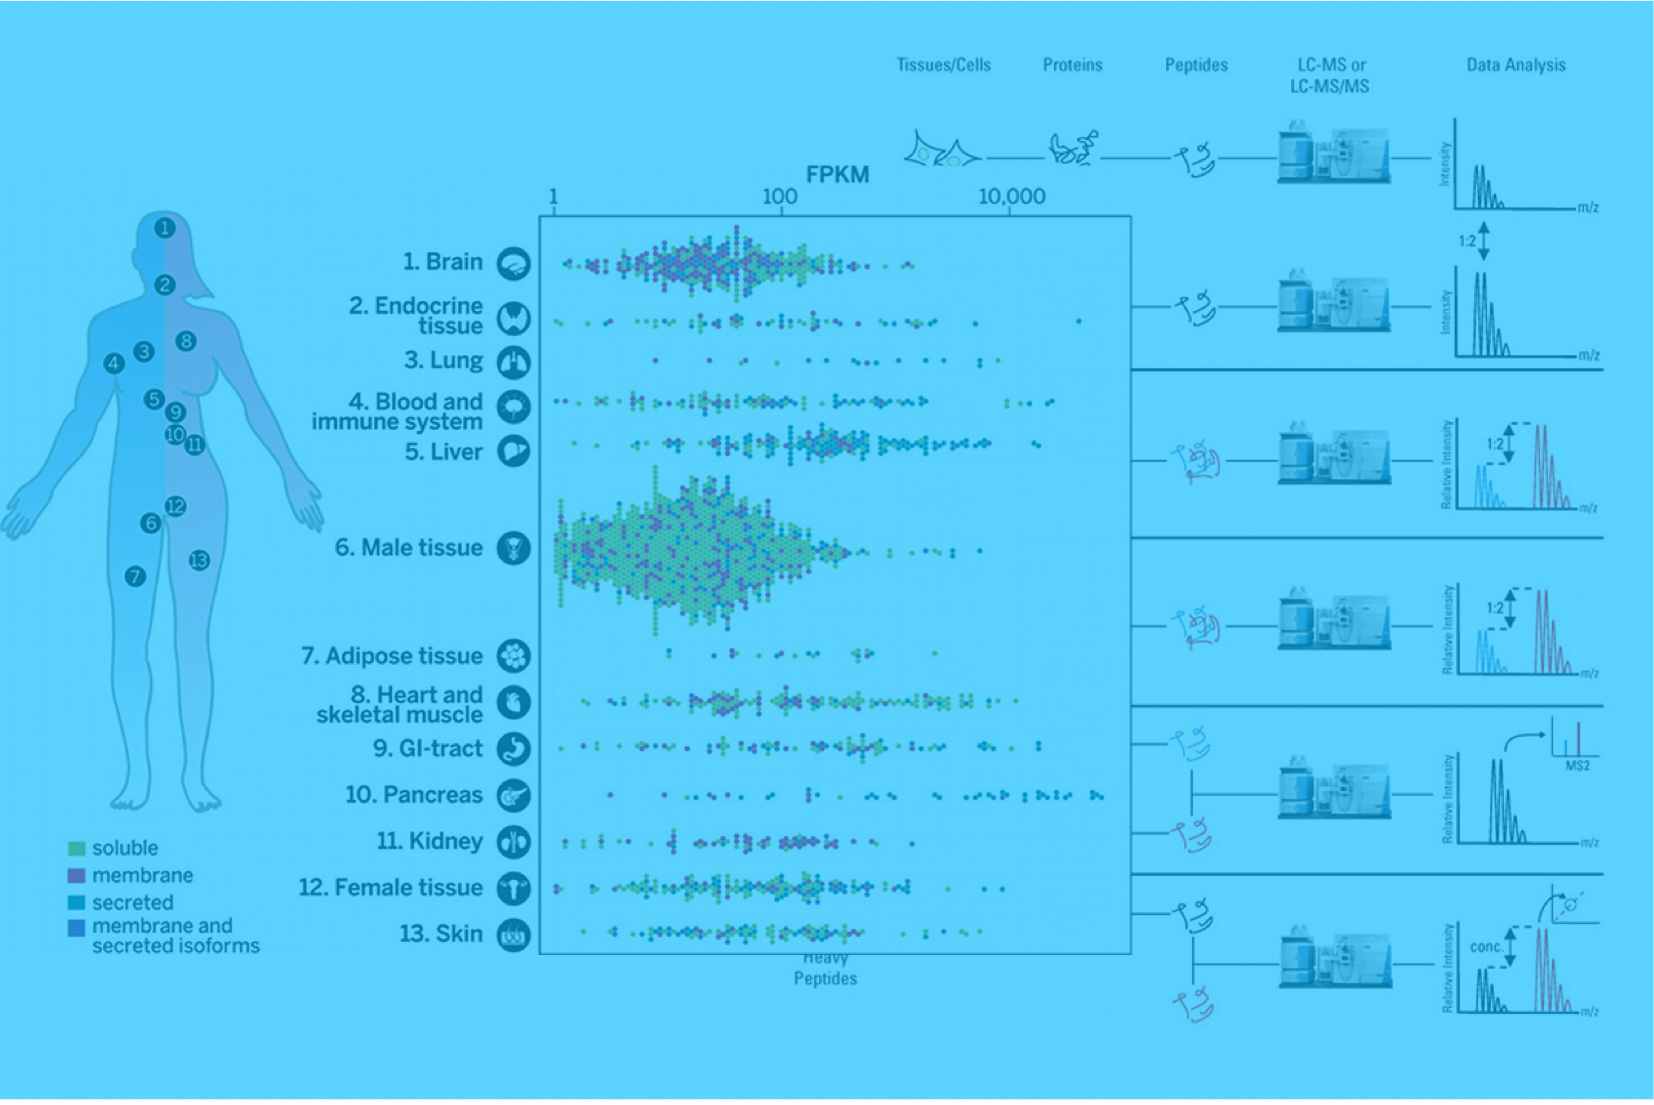 Tissues/Cells
Proteins
Peptides
LC-MS or
LC-MS/MS
Data Analysis
FPKM
1
100
10,000
1. Brain
2. Endocrine
tissue
3. Lung
4. Blood and
immune system
5. Liver
6. Male tissue
7. Adipose tissue
8. Heart and
skeletal muscle
9. GI-tract
10. Pancreas
11. Kidney
12. Female tissue
13. Skin
1
2
3
4
5
6
7
8
9
10
11
12
13
soluble
membrane
secreted
membrane and
secreted isoforms
Heavy
Peptides
Intensity
m/z
1:2
Intensity
m/z
Relative Intensity
1:2
m/z
Relative Intensity
1:2
m/z
Relative Intensity
MS2
m/z
Relative Intensity
conc.
m/z